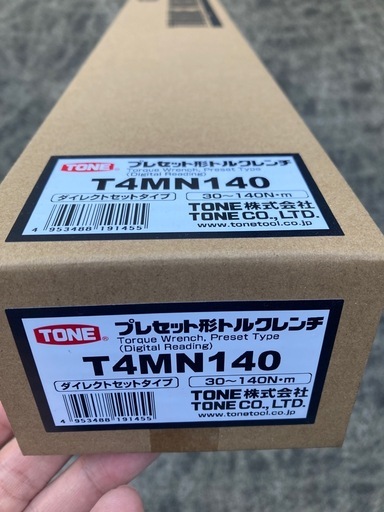 TONE プレセット形トルクレンチ
Torque Wrench, Preset Type
(Digital Reading)
T4MN140
ダイレクトセットタイプ 30～140N・m
TONE株式会社
TONE CO., LTD.
www.tonetool.co.jp
4 953488 191455
TONE プレセット形トルクレンチ
Torque Wrench, Preset Type
(Digital Reading)
T4MN140
ダイレクトセットタイプ 30～140N・m
TONE株式会社
TONE CO., LTD.
www.tonetool.co.jp
4 953488 191455